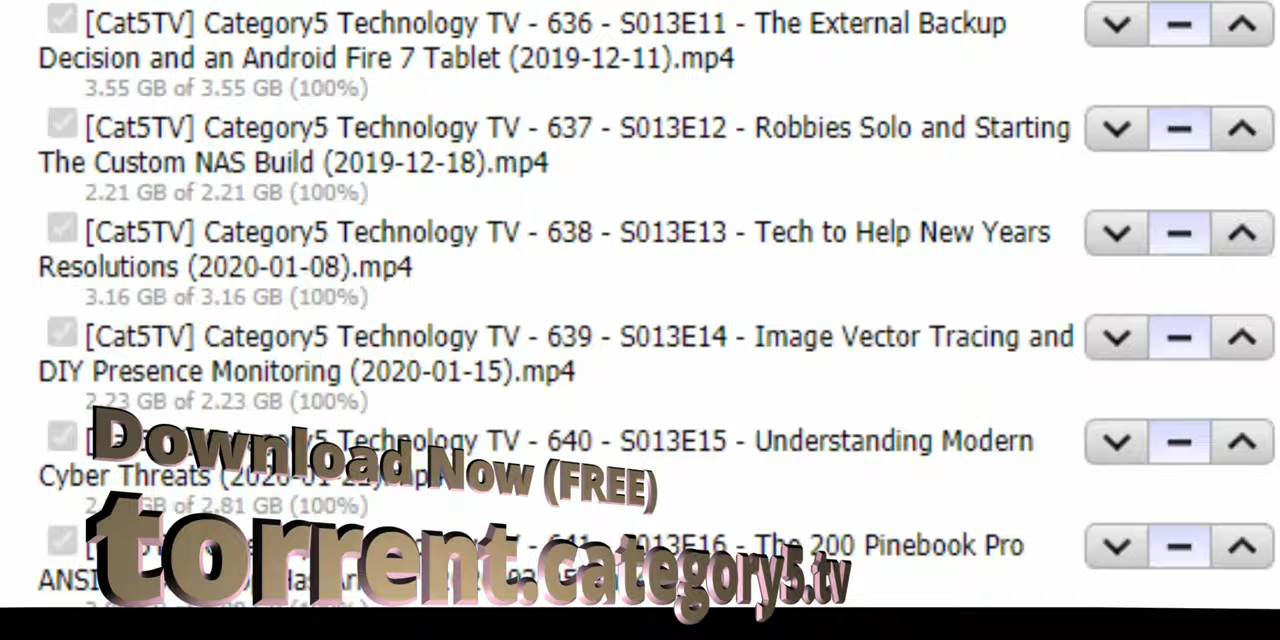 [Cat5TV] Category5 Technology TV - 636 - S013E11 - The External Backup
Decision and an Android Fire 7 Tablet (2019-12-11).mp4
3.55 GB of 3.55 GB (100%)
[Cat5TV] Category5 Technology TV - 637 - S013E12 - Robbies Solo and Starting
The Custom NAS Build (2019-12-18).mp4
2.21 GB of 2.21 GB (100%)
[Cat5TV] Category5 Technology TV - 638 - S013E13 - Tech to Help New Years
Resolutions (2020-01-08).mp4
3.16 GB of 3.16 GB (100%)
[Cat5TV] Category5 Technology TV - 639 - S013E14 - Image Vector Tracing and
DIY Presence Monitoring (2020-01-15).mp4
2.23 GB of 2.23 GB (100%)
Technology TV - 640 - S013E15 - Understanding Modern
Cyber Threats
GB of 2.81 GB (100%)
Download Now (FREE)
641 - S013E16 - The 200 Pinebook Pro
ANSI
torrent.category5.tv